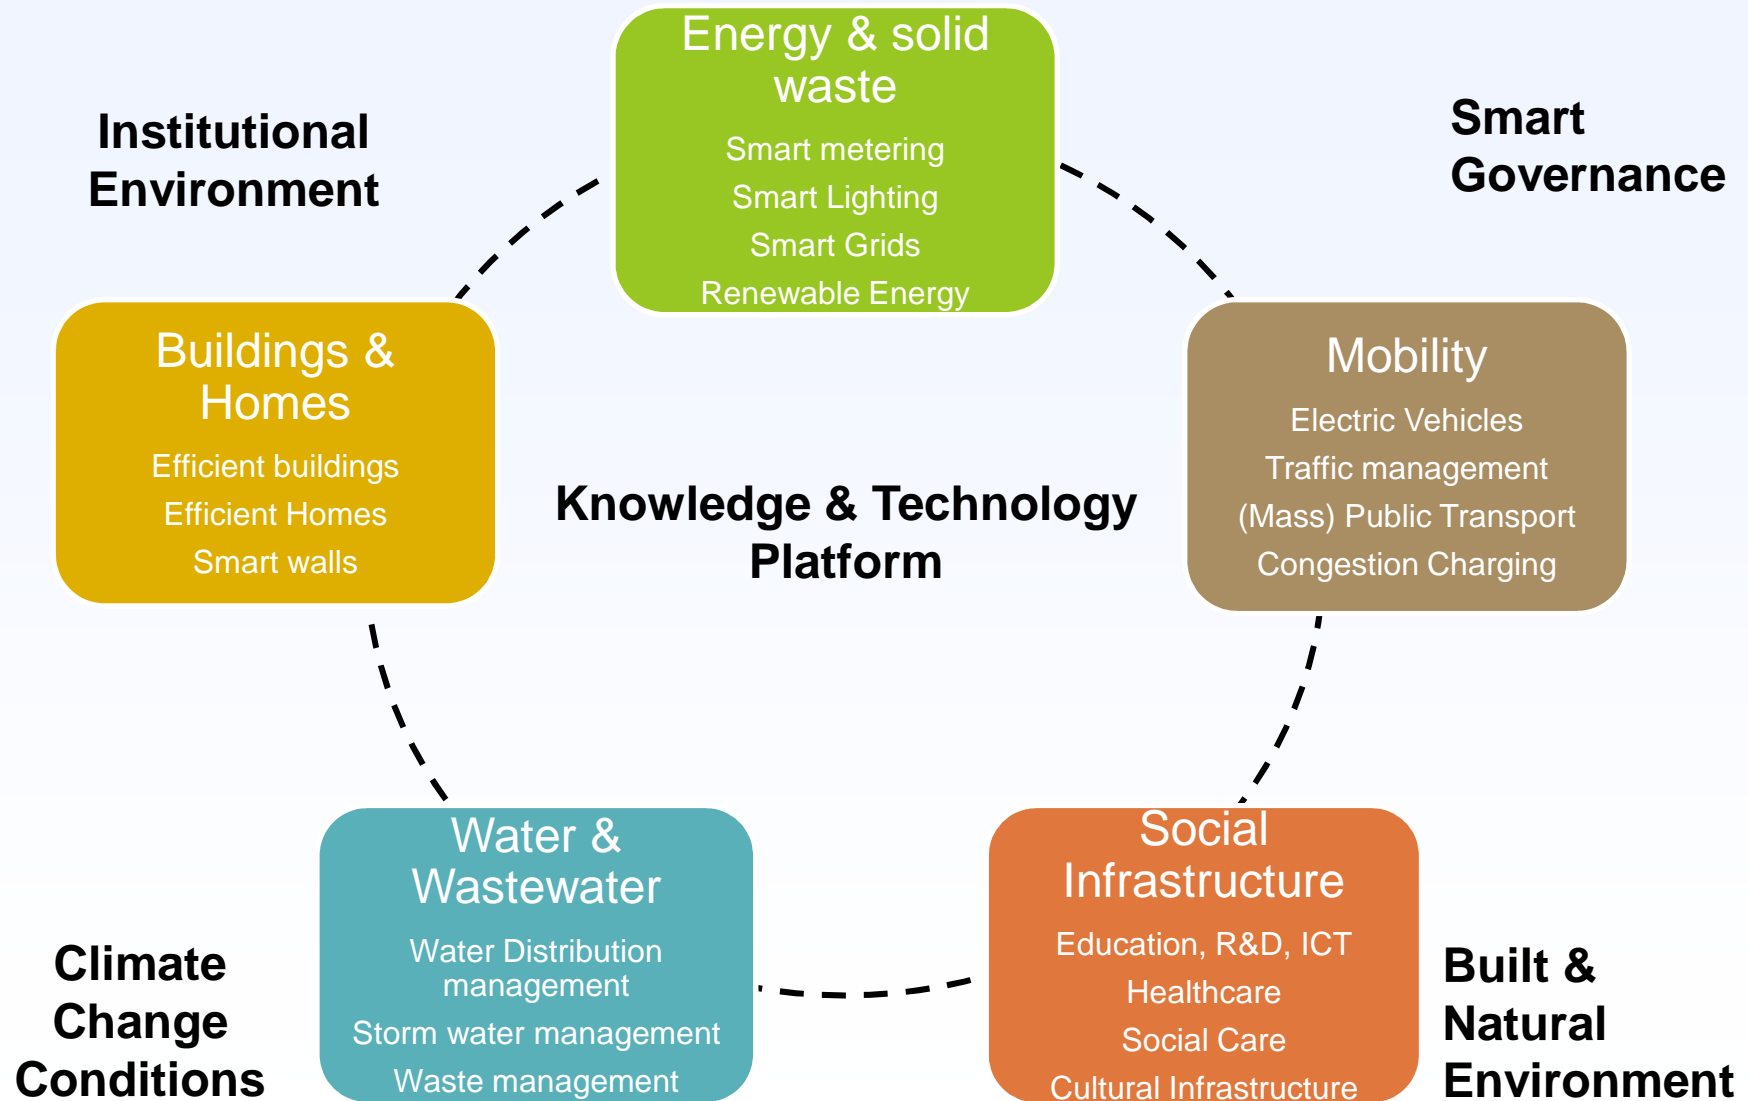 Energy & solid
waste
Smart metering
Smart Lighting
Smart Grids
Renewable Energy
Institutional
Environment
Smart
Governance
Buildings &
Homes
Efficient buildings
Efficient Homes
Smart walls
Knowledge & Technology
Platform
Mobility
Electric Vehicles
Traffic management
(Mass) Public Transport
Congestion Charging
Water &
Wastewater
Water Distribution
management
Storm water management
Waste management
Social
Infrastructure
Education, R&D, ICT
Healthcare
Social Care
Cultural Infrastructure
Climate
Change
Conditions
Built &
Natural
Environment